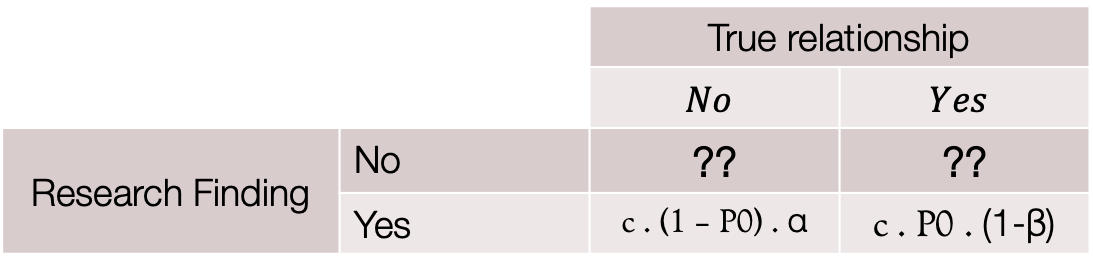 True relationship
No Yes
Research Finding
No ?? ??
Yes c . (1 – P0) . α c . P0 . (1-β)